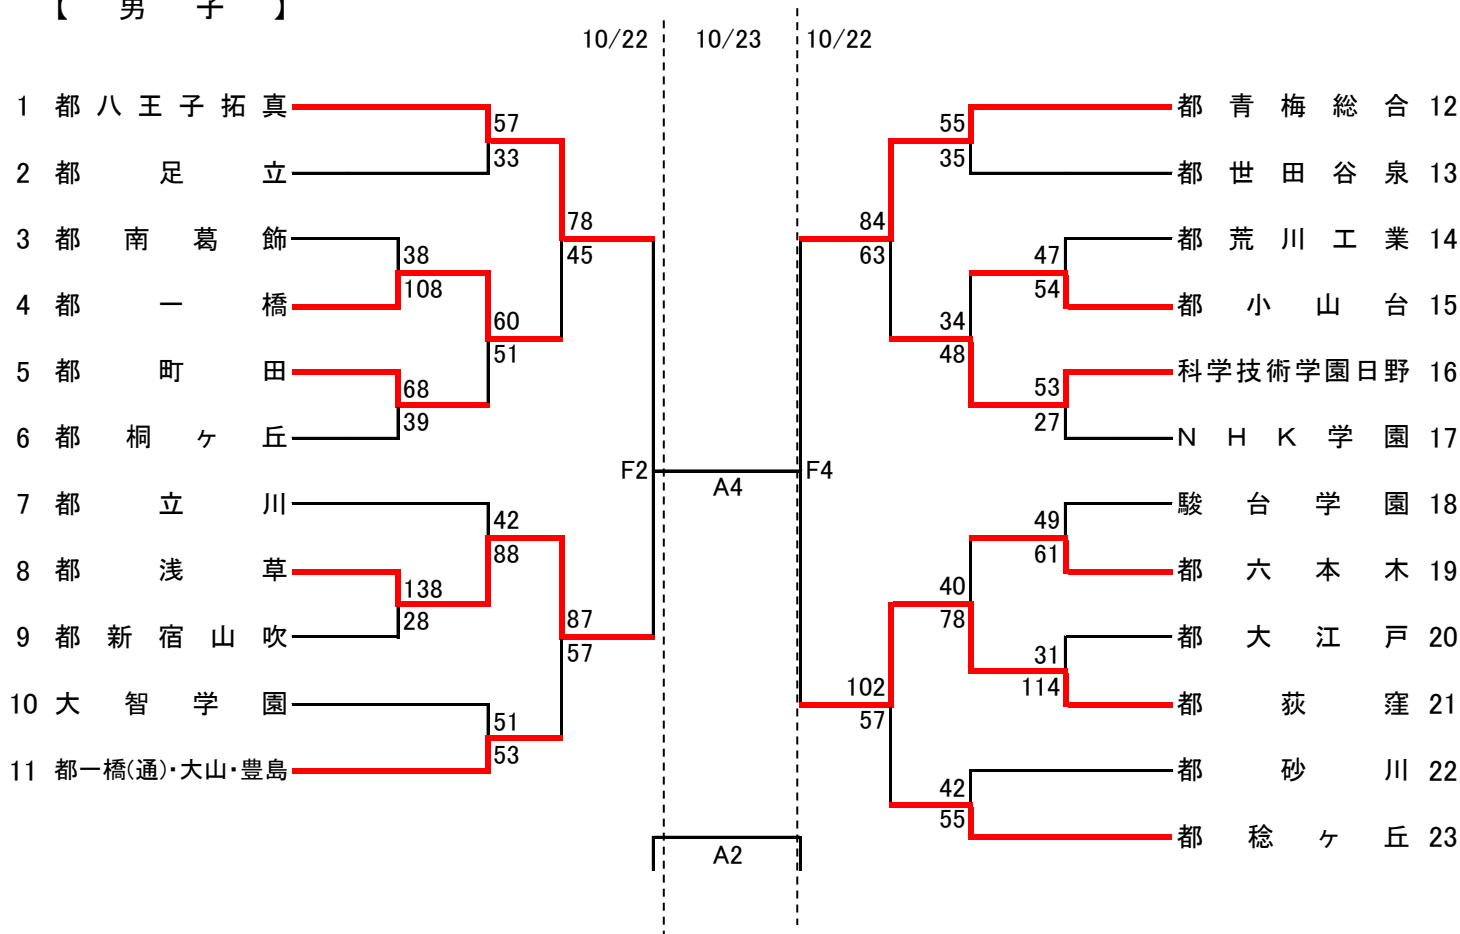 【 男 子 】
10/22 10/23 10/22
1 都八王子拓真
57
33
2 都足立
3 都南葛飾
38
108
4 都一橋
60
51
5 都町田
68
39
6 都桐ヶ丘
78
45
7 都立川
42
88
8 都浅草
138
28
9 都新宿山吹
87
57
10 大智学園
51
53
11 都一橋(通)・大山・豊島
F2
A4
F4
A2
都青梅総合 12
55
35
都世田谷泉 13
84
63
都荒川工業 14
47
54
都小山台 15
34
48
科学技術学園日野 16
53
27
NHK学園 17
駿台学園 18
49
61
都六本木 19
40
78
都大江戸 20
31
114
都荻窪 21
102
57
都砂川 22
42
55
都稔ヶ丘 23